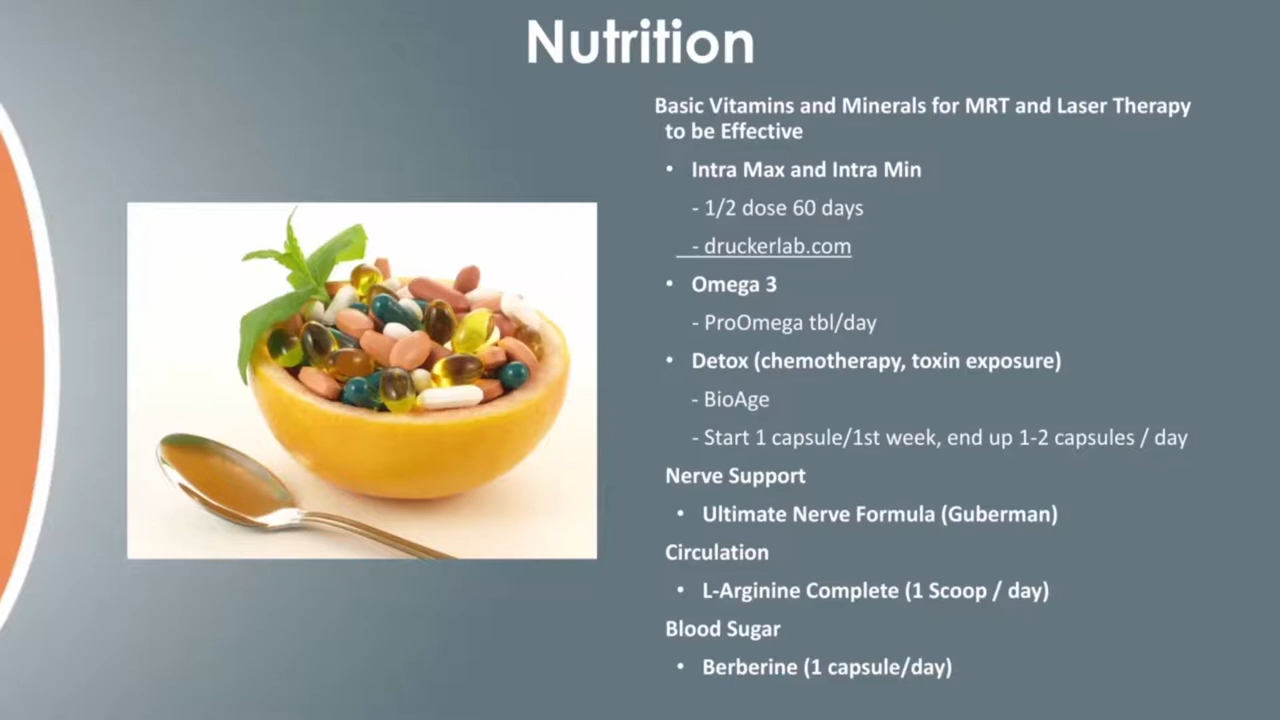 Nutrition
Basic Vitamins and Minerals for MRT and Laser Therapy
to be Effective
• Intra Max and Intra Min
- 1/2 dose 60 days
- druckerlab.com
• Omega 3
- ProOmega tbl/day
• Detox (chemotherapy, toxin exposure)
- BioAge
- Start 1 capsule/1st week, end up 1-2 capsules / day
Nerve Support
• Ultimate Nerve Formula (Guberman)
Circulation
• L-Arginine Complete (1 Scoop / day)
Blood Sugar
• Berberine (1 capsule/day)